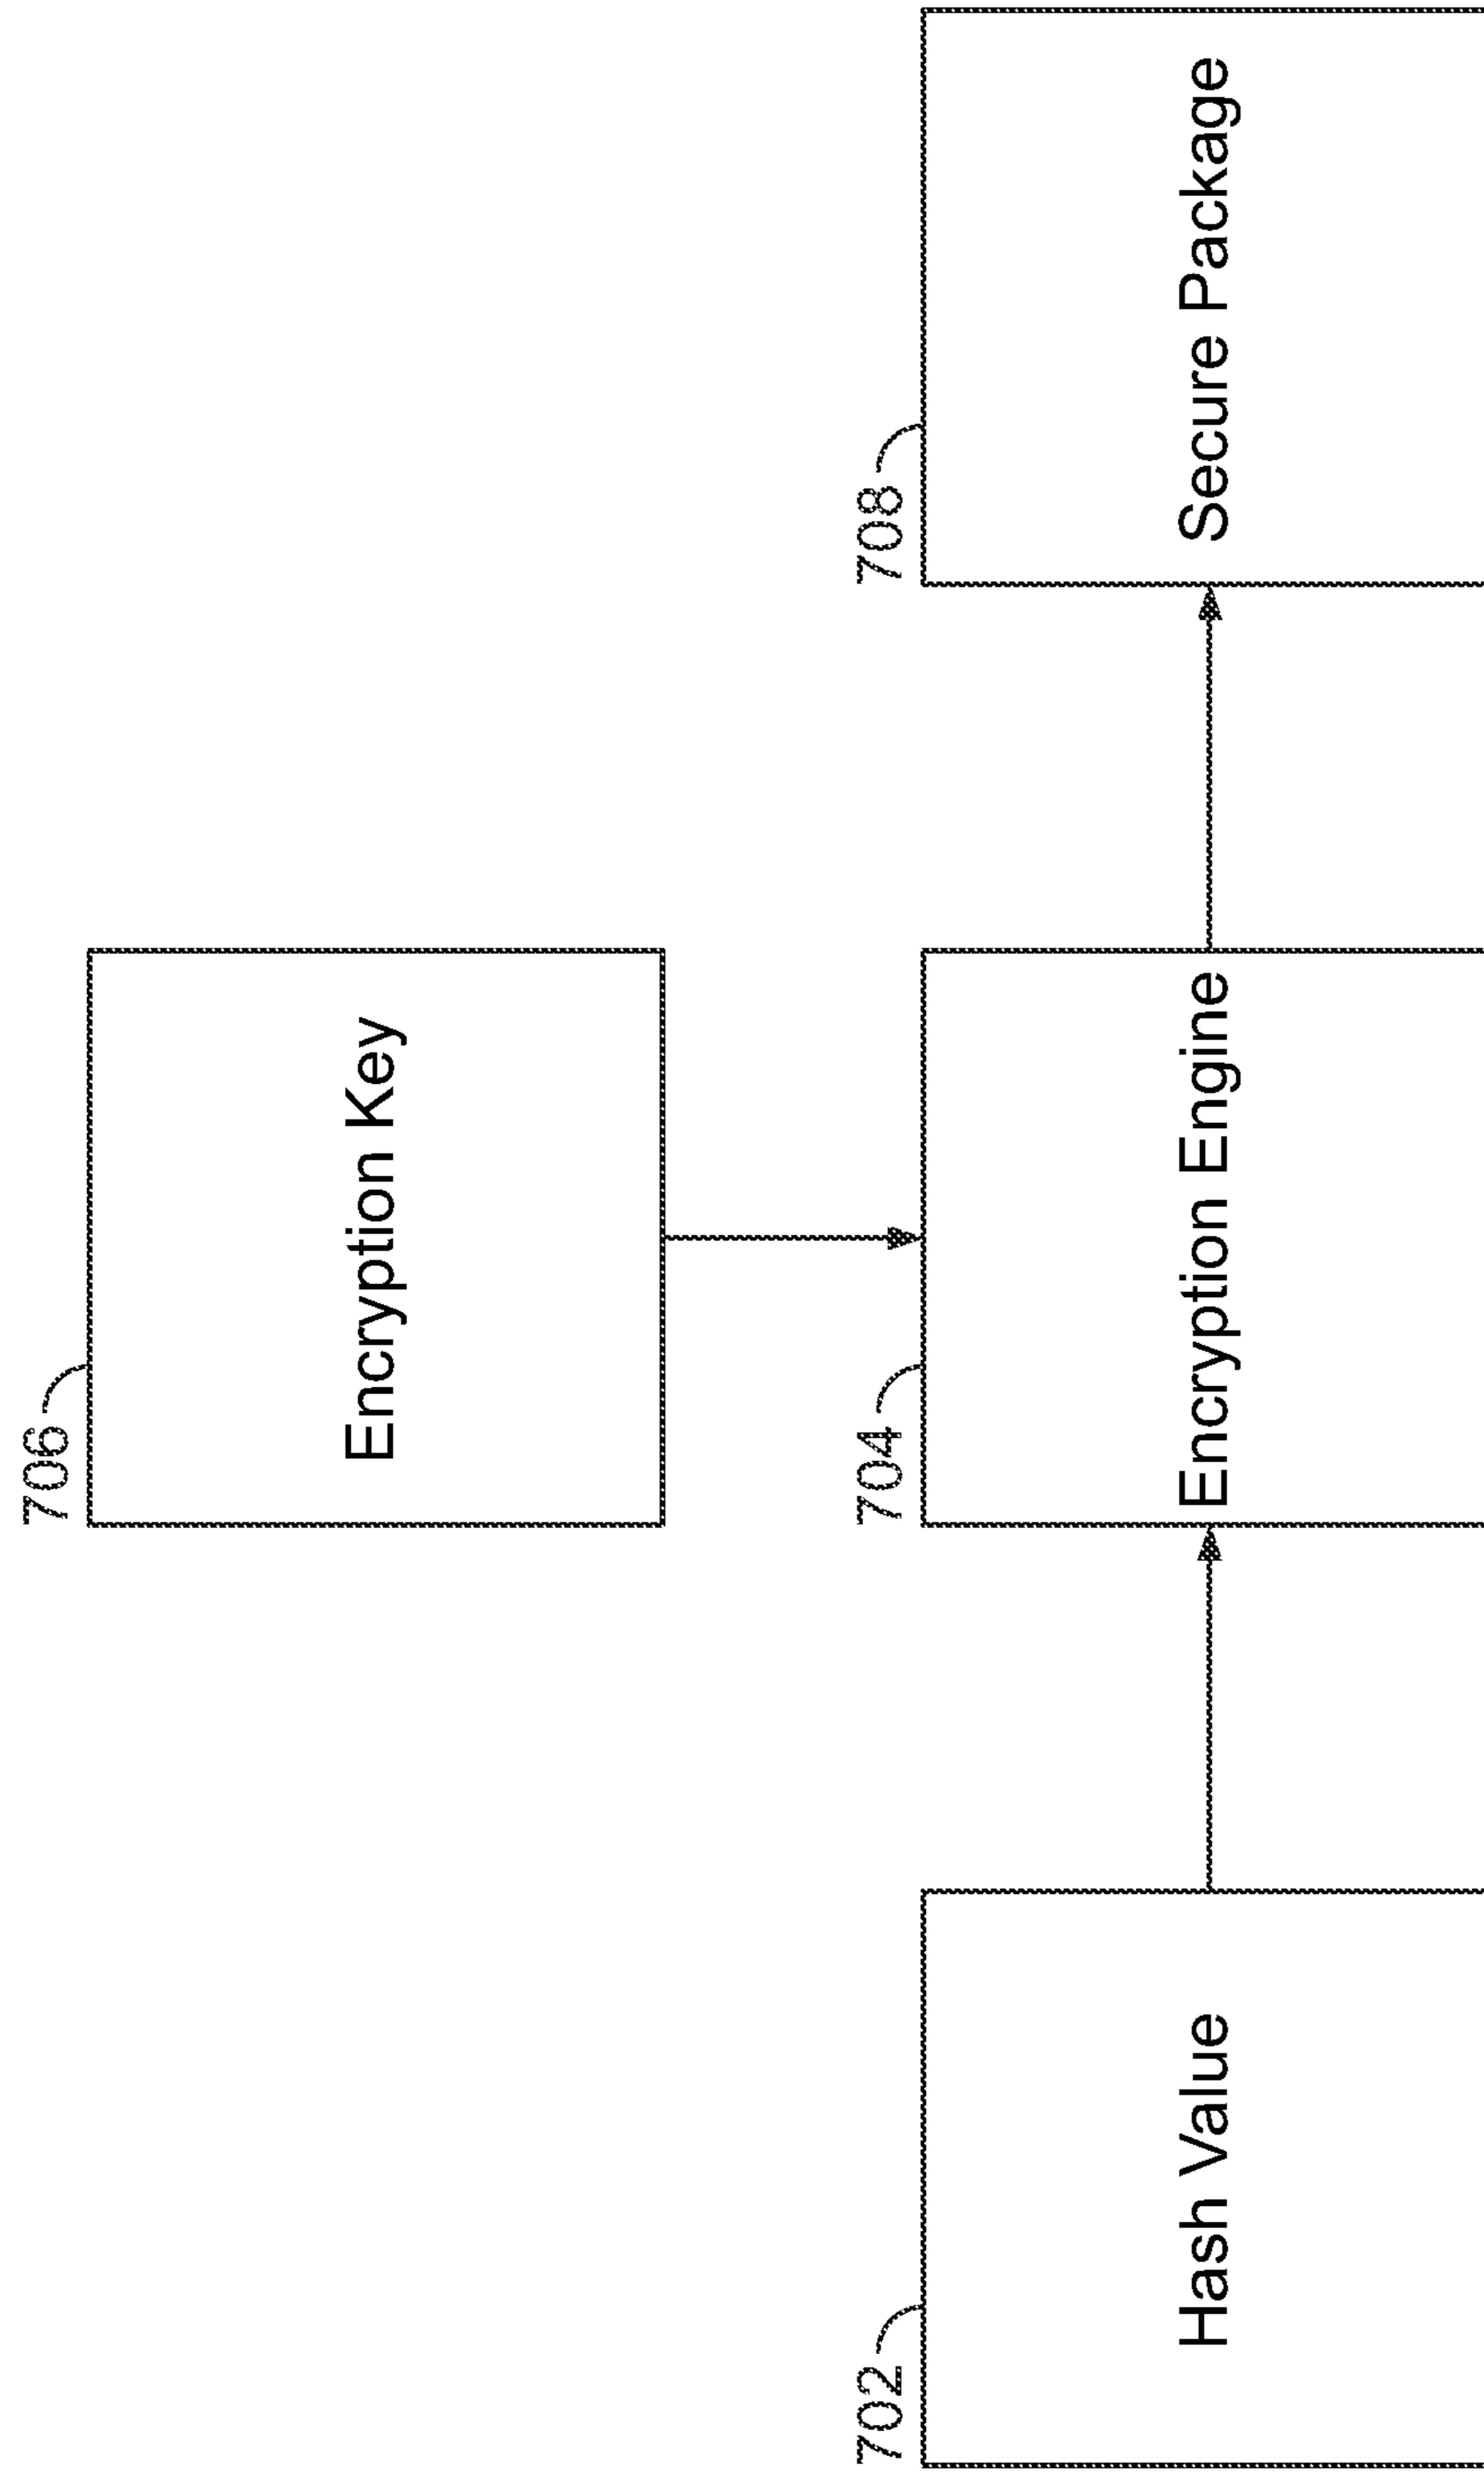 706
Encryption Key
702
Hash Value
704
Encryption Engine
708
Secure Package